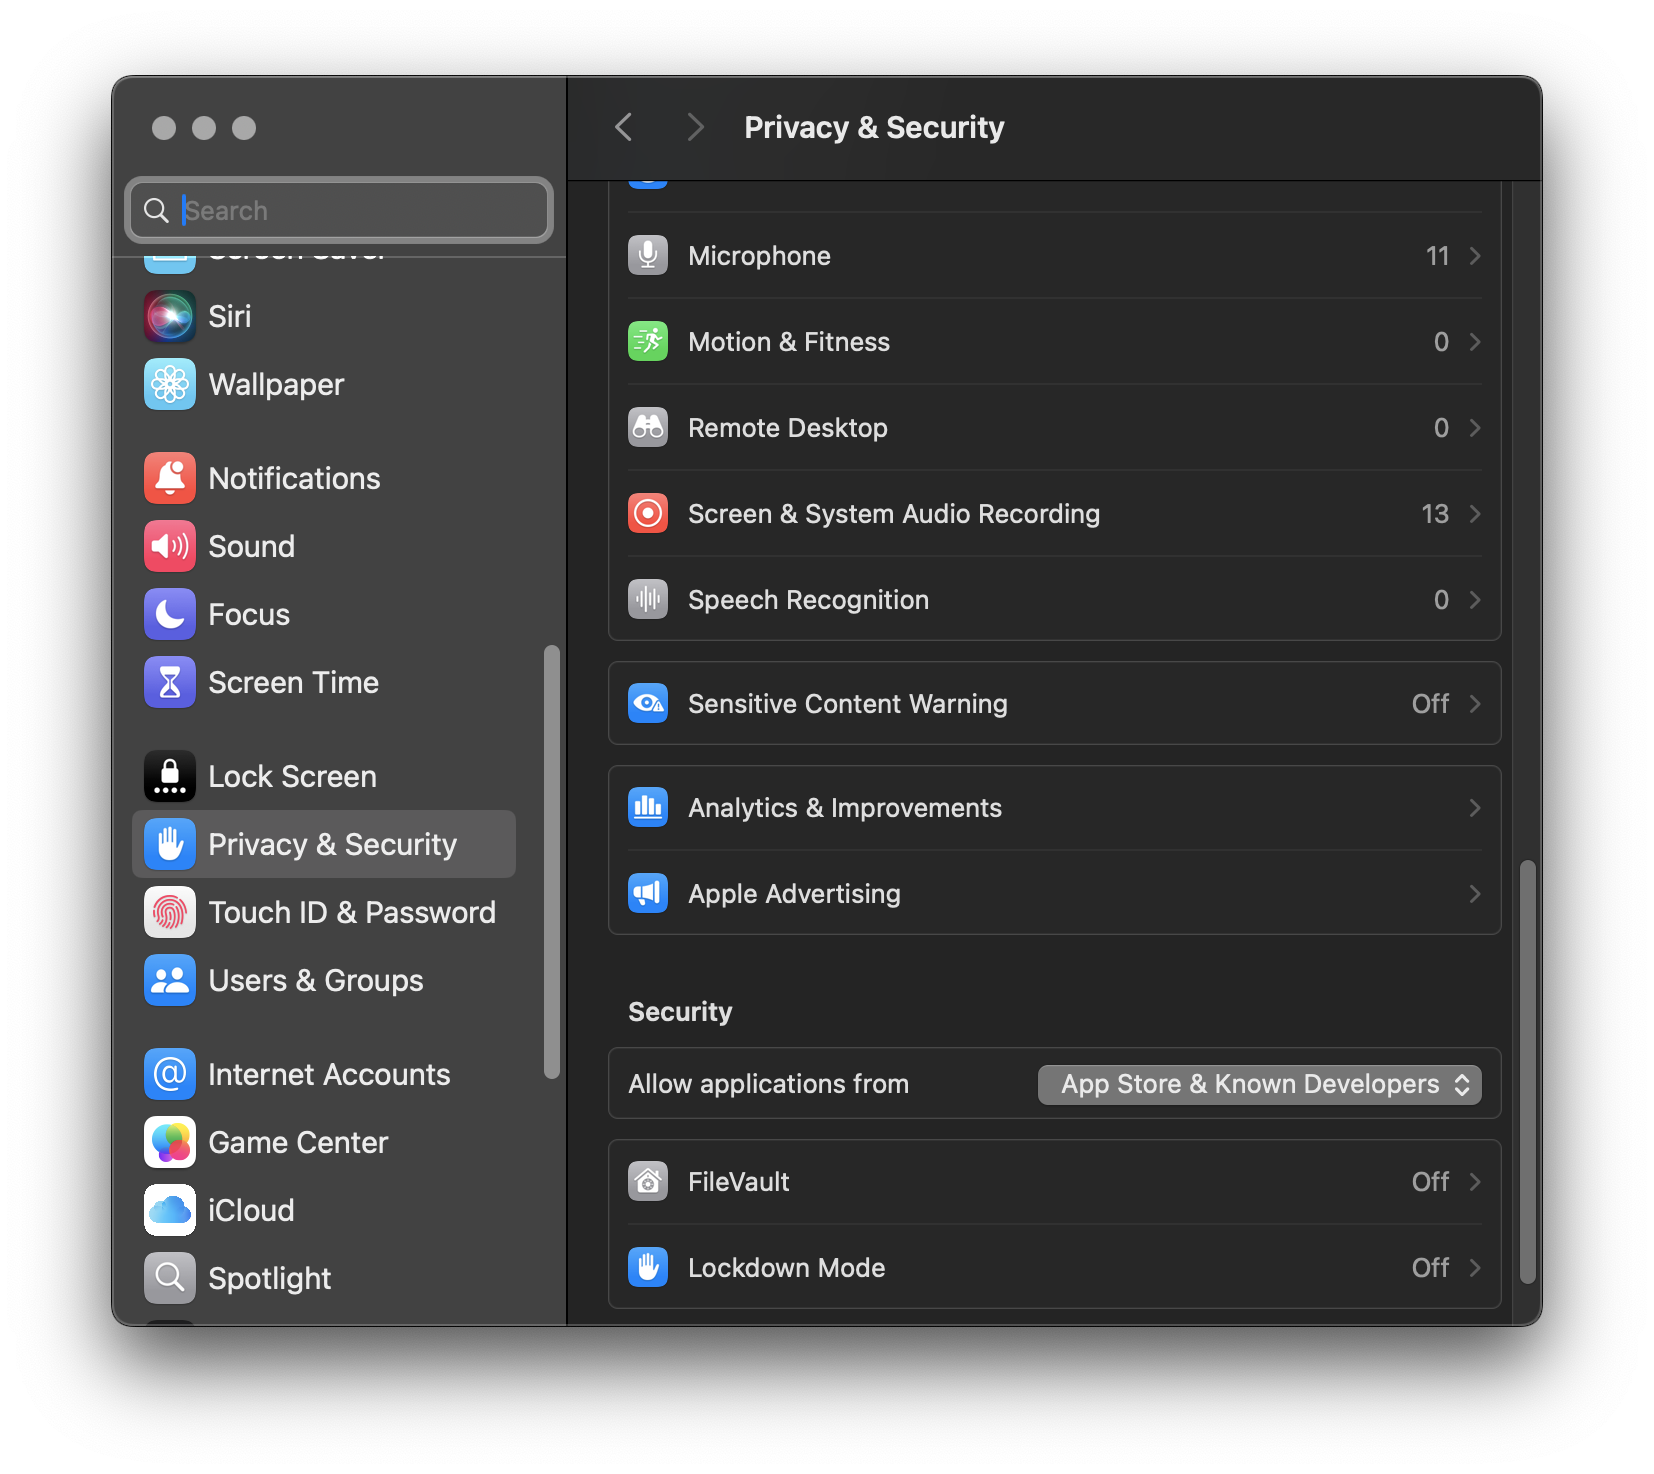 Search
Screen Saver
Siri
Wallpaper
Notifications
Sound
Focus
Screen Time
Lock Screen
Privacy & Security
Touch ID & Password
Users & Groups
Internet Accounts
Game Center
iCloud
Spotlight
Privacy & Security
Microphone 11
Motion & Fitness 0
Remote Desktop 0
Screen & System Audio Recording 13
Speech Recognition 0
Sensitive Content Warning Off
Analytics & Improvements
Apple Advertising
Security
Allow applications from App Store & Known Developers
FileVault Off
Lockdown Mode Off